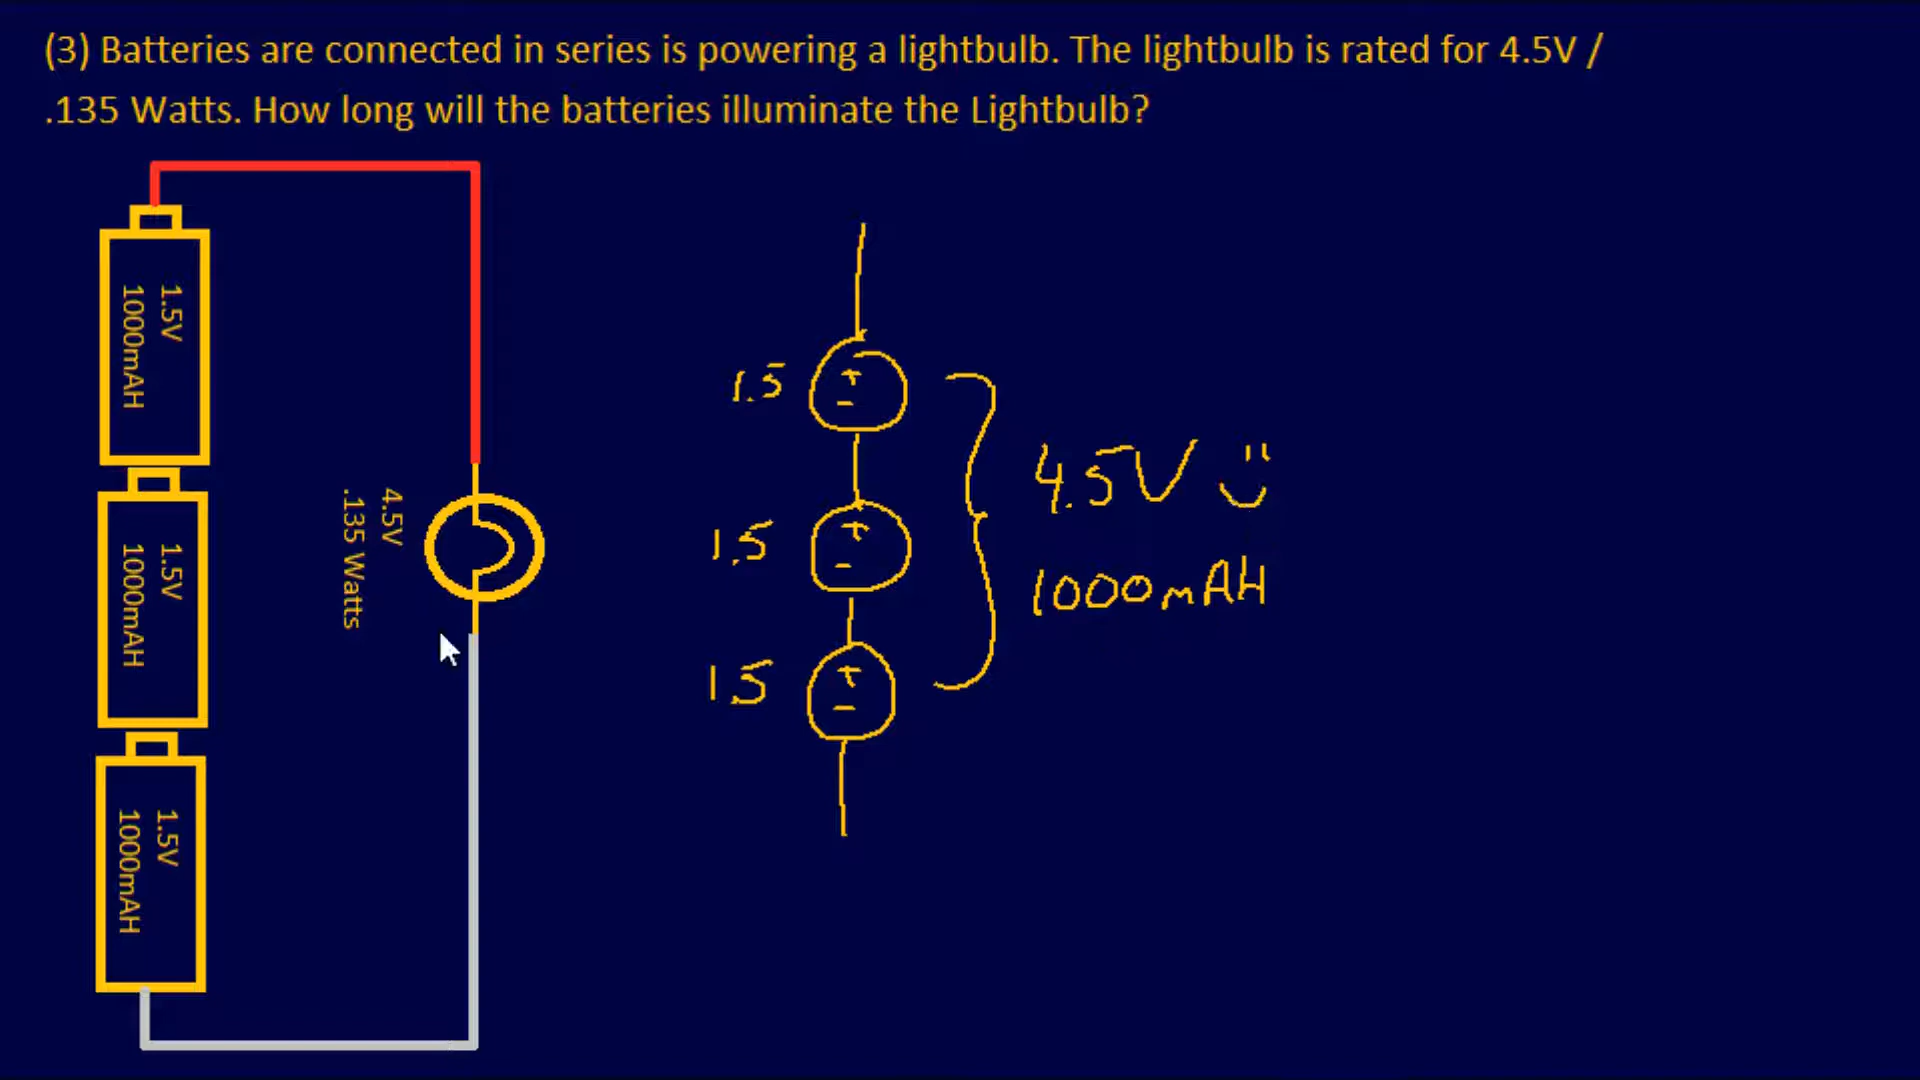 (3) Batteries are connected in series is powering a lightbulb. The lightbulb is rated for 4.5V /
.135 Watts. How long will the batteries illuminate the Lightbulb?
1.5V
1000mAH
1.5V
1000mAH
1.5V
1000mAH
4.5V
.135 Watts
1.5
+
-
1.5
+
-
15
+
-
4.5V
1000mAH